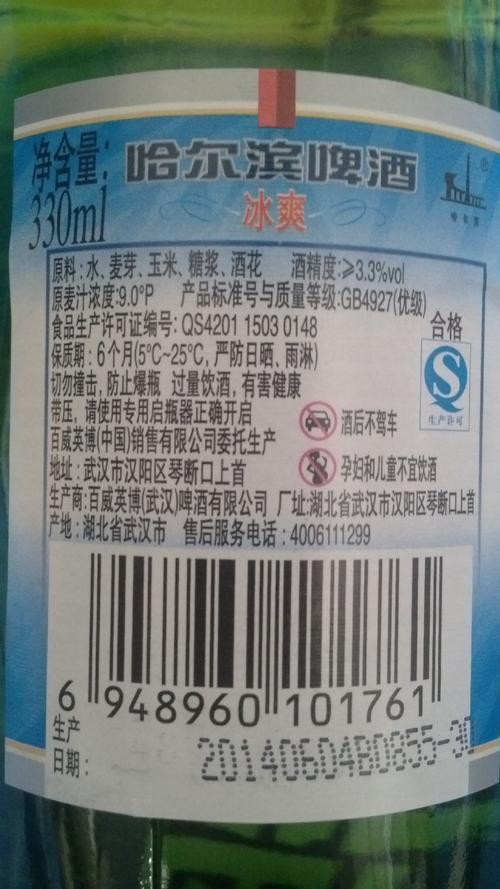 净含量:
330ml
哈尔滨啤酒
冰爽
哈尔滨
原料:水、麦芽、玉米、糖浆、酒花 酒精度:≥3.3%vol
原麦汁浓度:9.0°P 产品标准号与质量等级:GB4927(优级)
食品生产许可证编号: QS4201 1503 0148
保质期: 6个月(5°C~25°C, 严防日晒、雨淋)
切勿撞击, 防止爆瓶 过量饮酒, 有害健康
带压, 请使用专用启瓶器正确开启
百威英博(中国)销售有限公司委托生产
地址: 武汉市汉阳区琴断口上首
生产商:百威英博(武汉)啤酒有限公司 厂址:湖北省武汉市汉阳区琴断口上首
产地: 湖北省武汉市 售后服务电话: 4006111299
合格
S
生产许可
酒后不驾车
孕妇和儿童不宜饮酒
6 948960 101761
生产
日期:
20140604B0855-30